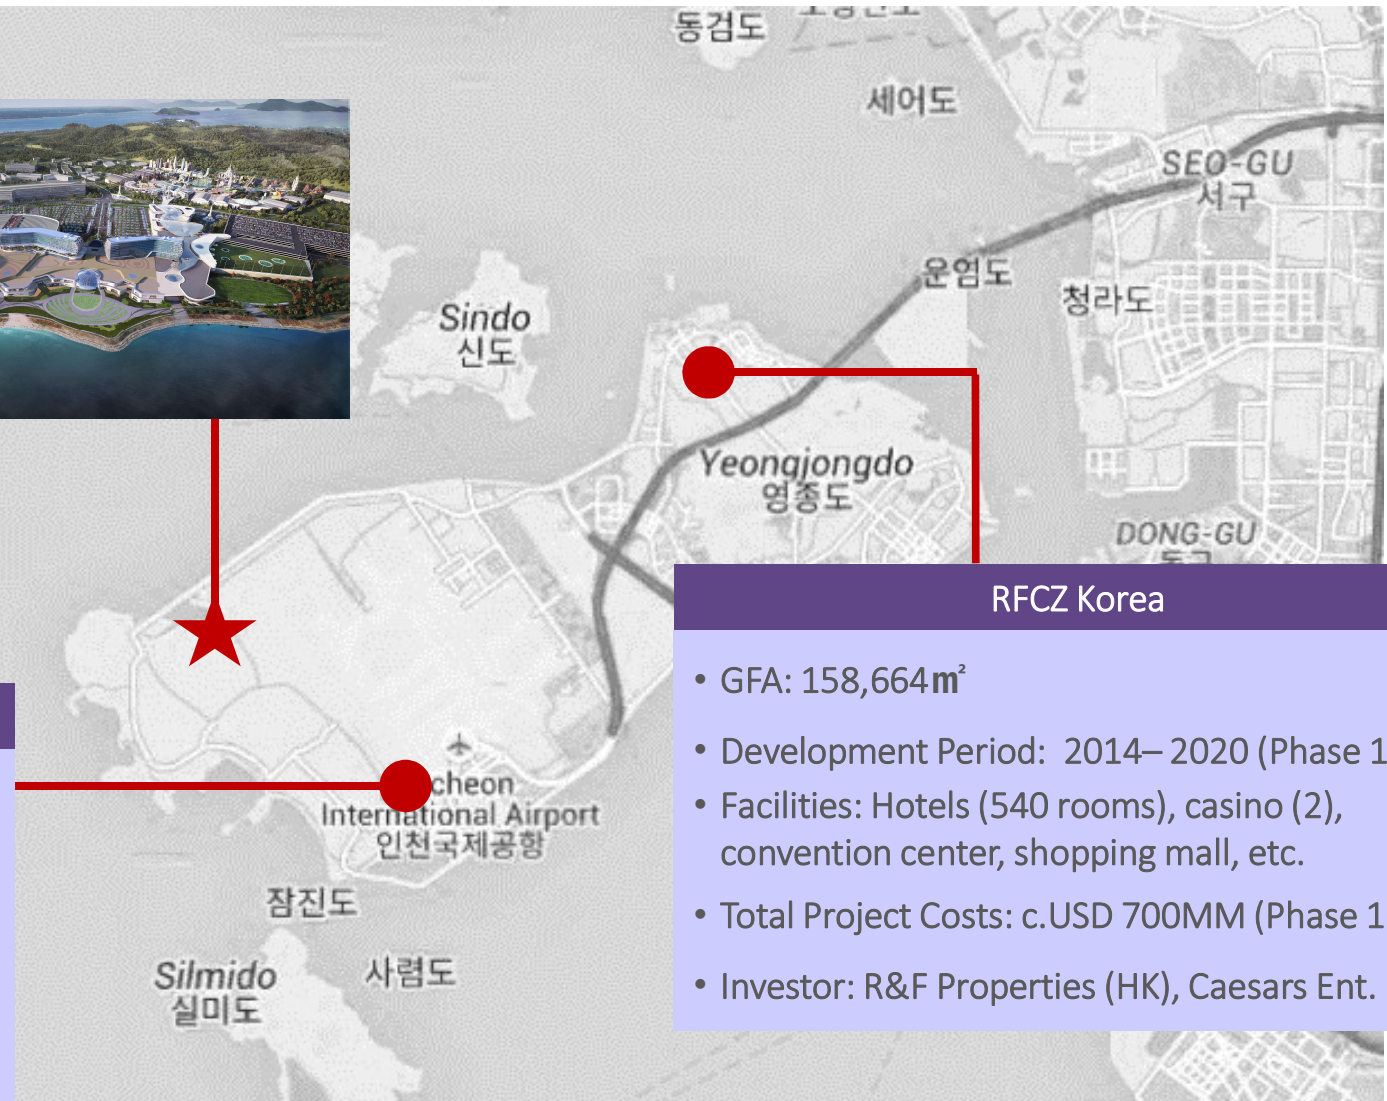 동검도
세어도
SEO-GU
서구
운염도
청라도
Sindo
신도
Yeongjongdo
영종도
DONG-GU
동구
RFCZ Korea
• GFA: 158,664㎡
• Development Period: 2014– 2020 (Phase 1
• Facilities: Hotels (540 rooms), casino (2),
convention center, shopping mall, etc.
• Total Project Costs: c.USD 700MM (Phase 1
• Investor: R&F Properties (HK), Caesars Ent.
cheon
International Airport
인천국제공항
잠진도
Silmido
실미도
사렴도